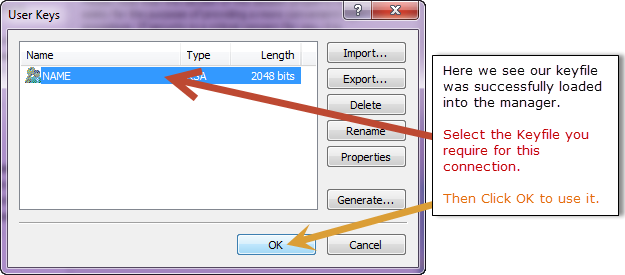 User Keys
Name Type Length
NAME RSA 2048 bits
Import...
Export...
Delete
Rename
Properties
Generate...
OK Cancel
Here we see our keyfile
was successfully loaded
into the manager.
Select the Keyfile you
require for this
connection.
Then Click OK to use it.